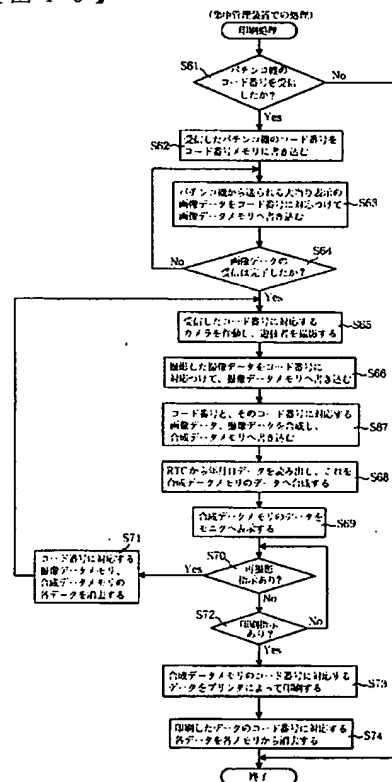 【図10】
(集中管理装置での処理)
印刷処理
S61
パチンコ機の
コード番号を受信
したか?
No
Yes
S62
受信したパチンコ機のコード番号を
コード番号メモリに書き込む
パチンコ機から送られる大当り表示の
画像データをコード番号に対応つけて
画像データメモリへ書き込む
S63
S64
画像データの
受信は完了したか?
No
Yes
受信したコード番号に対応する
カメラを作動し、遊技者を撮影する
S65
撮影した撮像データをコード番号に
対応つけて、撮像データメモリへ書き込む
S66
コード番号と、そのコード番号に対応する
画像データ、撮像データを合成し、
合成データメモリへ書き込む
S67
RTCから年月日データを読み出し、これを
合成データメモリのデータへ合成する
S68
合成データメモリのデータを
モニタへ表示する
S69
S71
コード番号に対応する
撮像データメモリ、
合成データメモリの
各データを消去する
S70
再撮影
指示あり?
Yes
No
S72
印刷指示
あり?
No
Yes
合成データメモリのコード番号に対応する
データをプリンタによって印刷する
S73
印刷したデータのコード番号に対応する
各データを各メモリから消去する
S74
終了